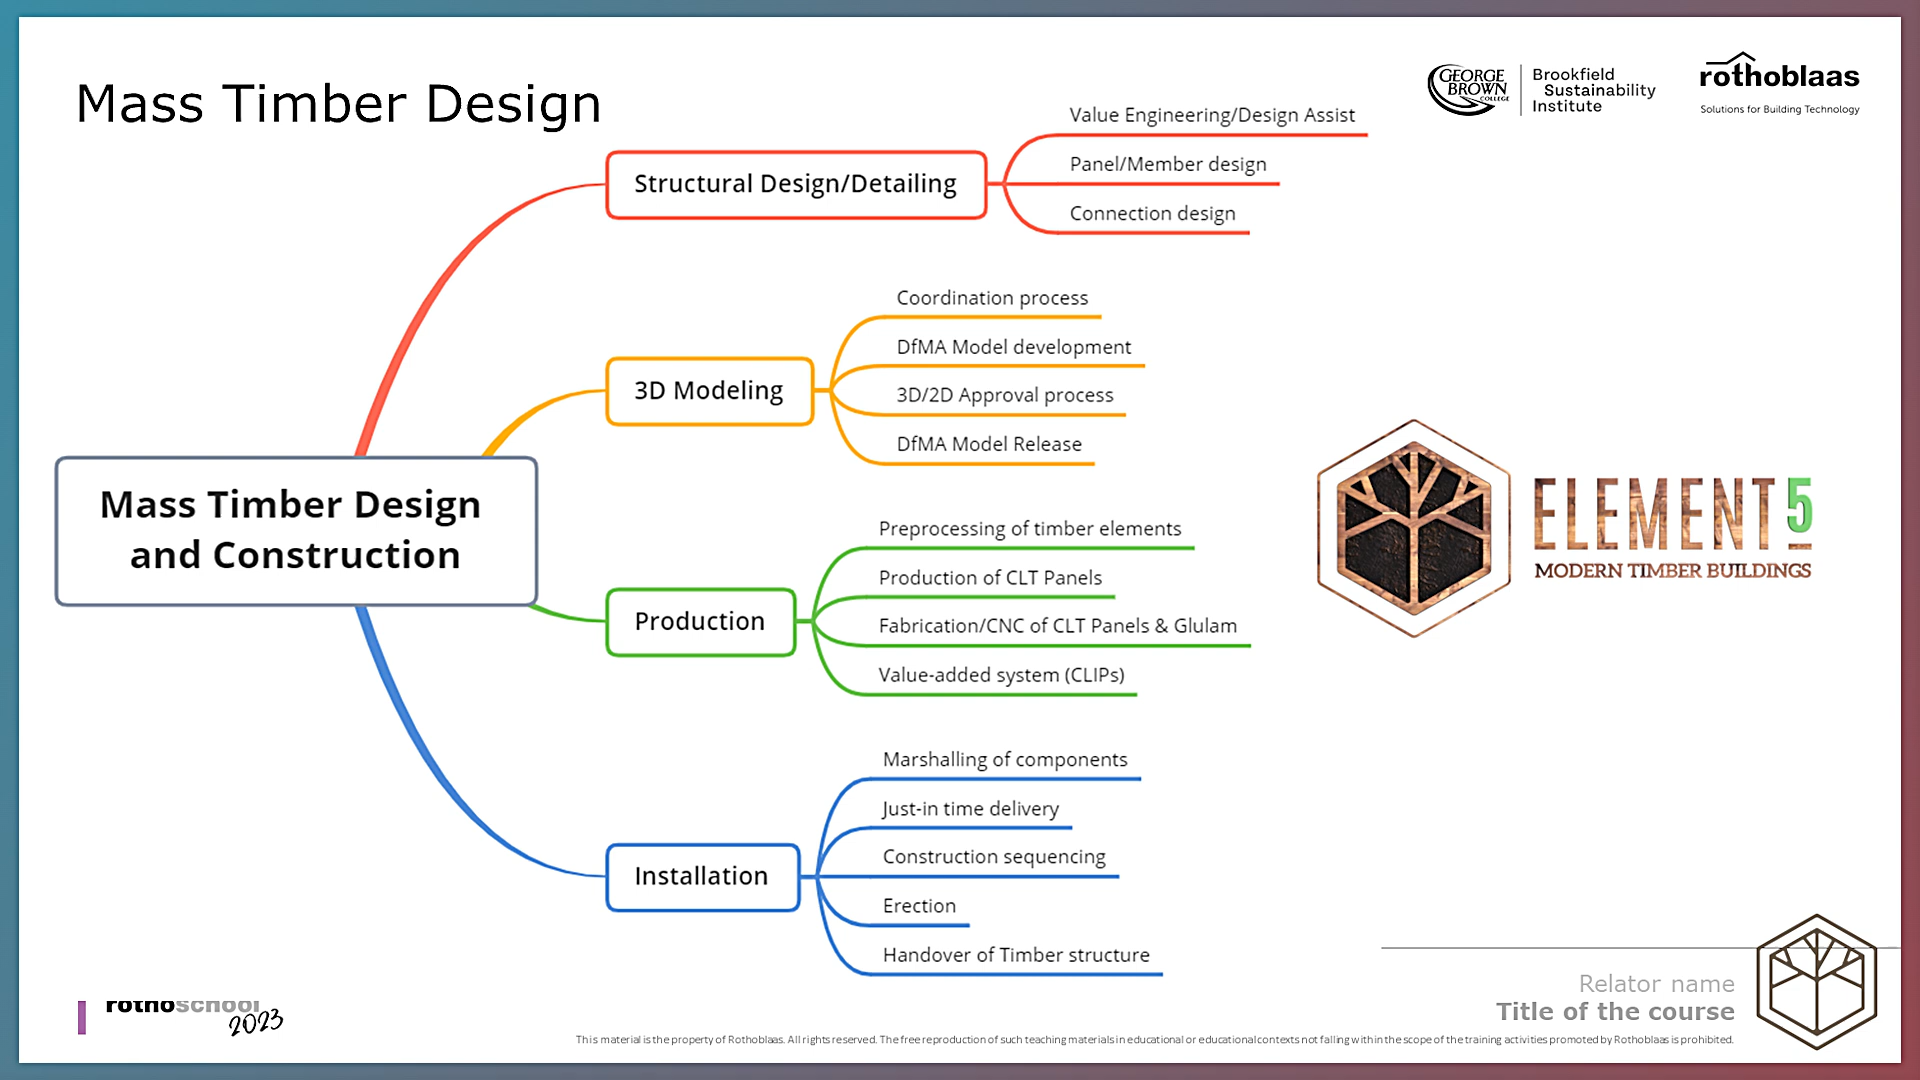 Mass Timber Design
GEORGE
BROWN
COLLEGE
Brookfield
Sustainability
Institute
rothoblaas
Solutions for Building Technology
Mass Timber Design
and Construction
Structural Design/Detailing
Value Engineering/Design Assist
Panel/Member design
Connection design
3D Modeling
Coordination process
DfMA Model development
3D/2D Approval process
DfMA Model Release
Production
Preprocessing of timber elements
Production of CLT Panels
Fabrication/CNC of CLT Panels & Glulam
Value-added system (CLIPs)
Installation
Marshalling of components
Just-in time delivery
Construction sequencing
Erection
Handover of Timber structure
ELEMENT5
MODERN TIMBER BUILDINGS
rothoschool
2023
Relator name
Title of the course
This material is the property of Rothoblaas. All rights reserved. The free reproduction of such teaching materials in educational or educational contexts not falling within the scope of the training activities promoted by Rothoblaas is prohibited.